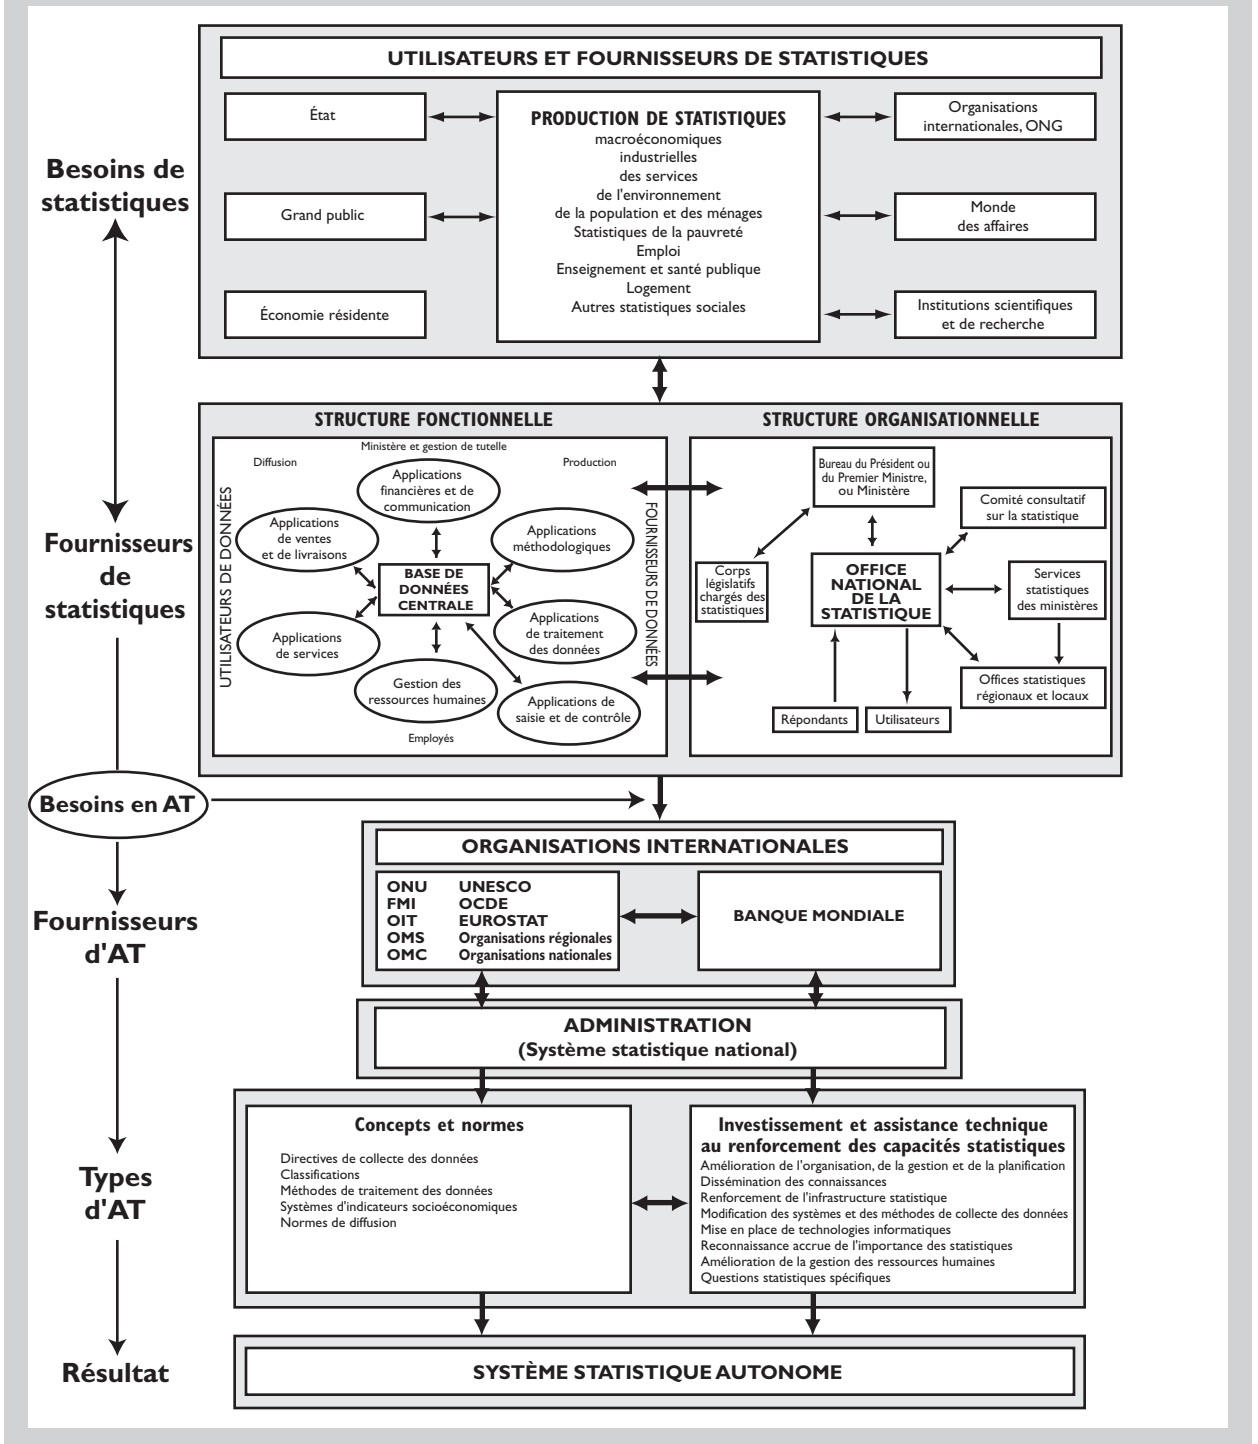 UTILISATEURS ET FOURNISSEURS DE STATISTIQUES
État
Grand public
Économie résidente
PRODUCTION DE STATISTIQUES
macroéconomiques
industrielles
des services
de l'environnement
de la population et des ménages
Statistiques de la pauvreté
Emploi
Enseignement et santé publique
Logement
Autres statistiques sociales
Organisations
internationales, ONG
Monde
des affaires
Institutions scientifiques
et de recherche
Besoins de
statistiques
Fournisseurs
de
statistiques
STRUCTURE FONCTIONNELLE
Ministère et gestion de tutelle
Diffusion
Production
UTILISATEURS DE DONNÉES
FOURNISSEURS DE DONNÉES
Applications
financières et de
communication
Applications
de ventes
et de livraisons
Applications
méthodologiques
BASE DE
DONNÉES
CENTRALE
Applications
de services
Applications
de traitement
des données
Gestion des
ressources humaines
Applications de
saisie et de contrôle
Employés
STRUCTURE ORGANISATIONNELLE
Bureau du Président ou
du Premier Ministre,
ou Ministère
Comité consultatif
sur la statistique
Corps
législatifs
chargés des
statistiques
OFFICE
NATIONAL
DE LA
STATISTIQUE
Services
statistiques
des ministères
Offices statistiques
régionaux et locaux
Répondants
Utilisateurs
Besoins en AT
Fournisseurs
d'AT
ORGANISATIONS INTERNATIONALES
ONU UNESCO
FMI OCDE
OIT EUROSTAT
OMS Organisations régionales
OMC Organisations nationales
BANQUE MONDIALE
ADMINISTRATION
(Système statistique national)
Types
d'AT
Concepts et normes
Directives de collecte des données
Classifications
Méthodes de traitement des données
Systèmes d'indicateurs socioéconomiques
Normes de diffusion
Investissement et assistance technique
au renforcement des capacités statistiques
Amélioration de l'organisation, de la gestion et de la planification
Dissémination des connaissances
Renforcement de l'infrastructure statistique
Modification des systèmes et des méthodes de collecte des données
Mise en place de technologies informatiques
Reconnaissance accrue de l'importance des statistiques
Amélioration de la gestion des ressources humaines
Questions statistiques spécifiques
Résultat
SYSTÈME STATISTIQUE AUTONOME